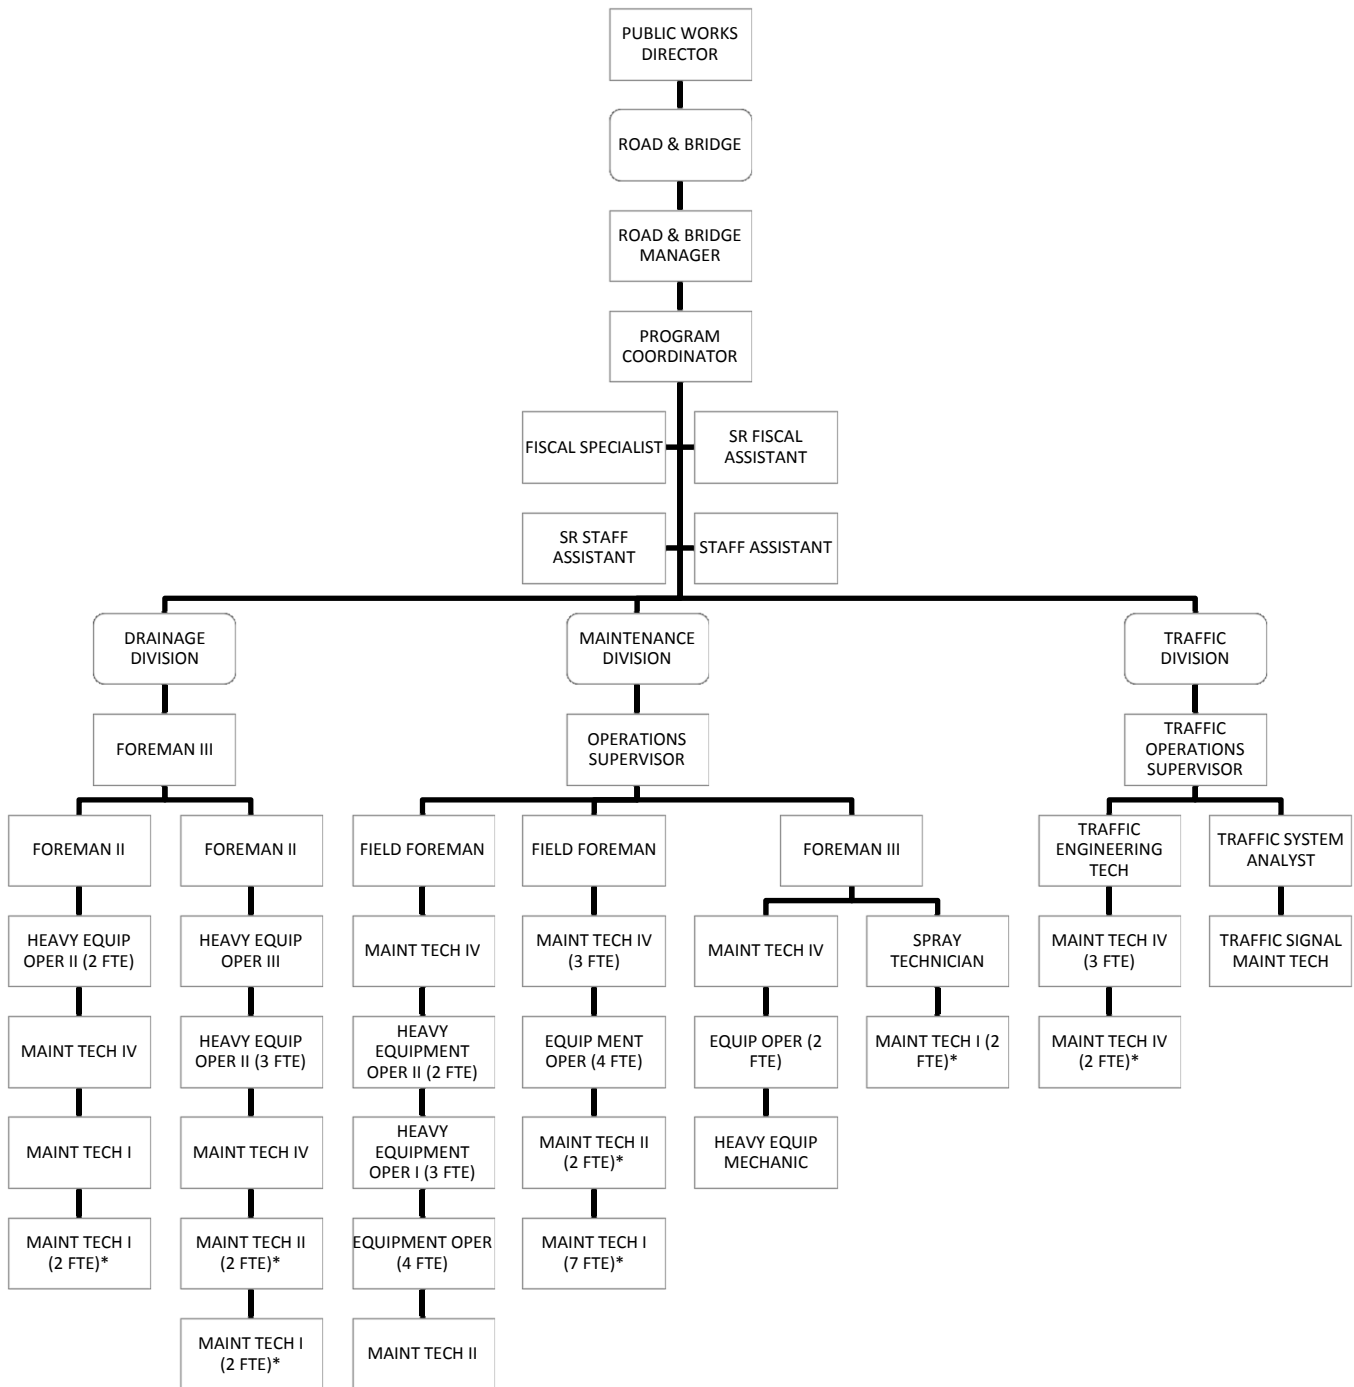 PUBLIC WORKS
DIRECTOR
ROAD & BRIDGE
ROAD & BRIDGE
MANAGER
PROGRAM
COORDINATOR
FISCAL SPECIALIST
SR FISCAL
ASSISTANT
SR STAFF
ASSISTANT
STAFF ASSISTANT
DRAINAGE
DIVISION
MAINTENANCE
DIVISION
TRAFFIC
DIVISION
FOREMAN III
OPERATIONS
SUPERVISOR
TRAFFIC
OPERATIONS
SUPERVISOR
FOREMAN II
FOREMAN II
FIELD FOREMAN
FIELD FOREMAN
FOREMAN III
TRAFFIC
ENGINEERING
TECH
TRAFFIC SYSTEM
ANALYST
HEAVY EQUIP
OPER II (2 FTE)
HEAVY EQUIP
OPER III
MAINT TECH IV
MAINT TECH IV
(3 FTE)
MAINT TECH IV
SPRAY
TECHNICIAN
MAINT TECH IV
(3 FTE)
TRAFFIC SIGNAL
MAINT TECH
MAINT TECH IV
HEAVY EQUIP
OPER II (3 FTE)
HEAVY
EQUIPMENT
OPER II (2 FTE)
EQUIP MENT
OPER (4 FTE)
EQUIP OPER (2
FTE)
MAINT TECH I (2
FTE)*
MAINT TECH IV
(2 FTE)*
MAINT TECH I
MAINT TECH IV
HEAVY
EQUIPMENT
OPER I (3 FTE)
MAINT TECH II
(2 FTE)*
HEAVY EQUIP
MECHANIC
MAINT TECH I
(2 FTE)*
MAINT TECH II
(2 FTE)*
EQUIPMENT OPER
(4 FTE)
MAINT TECH I
(7 FTE)*
MAINT TECH I
(2 FTE)*
MAINT TECH II